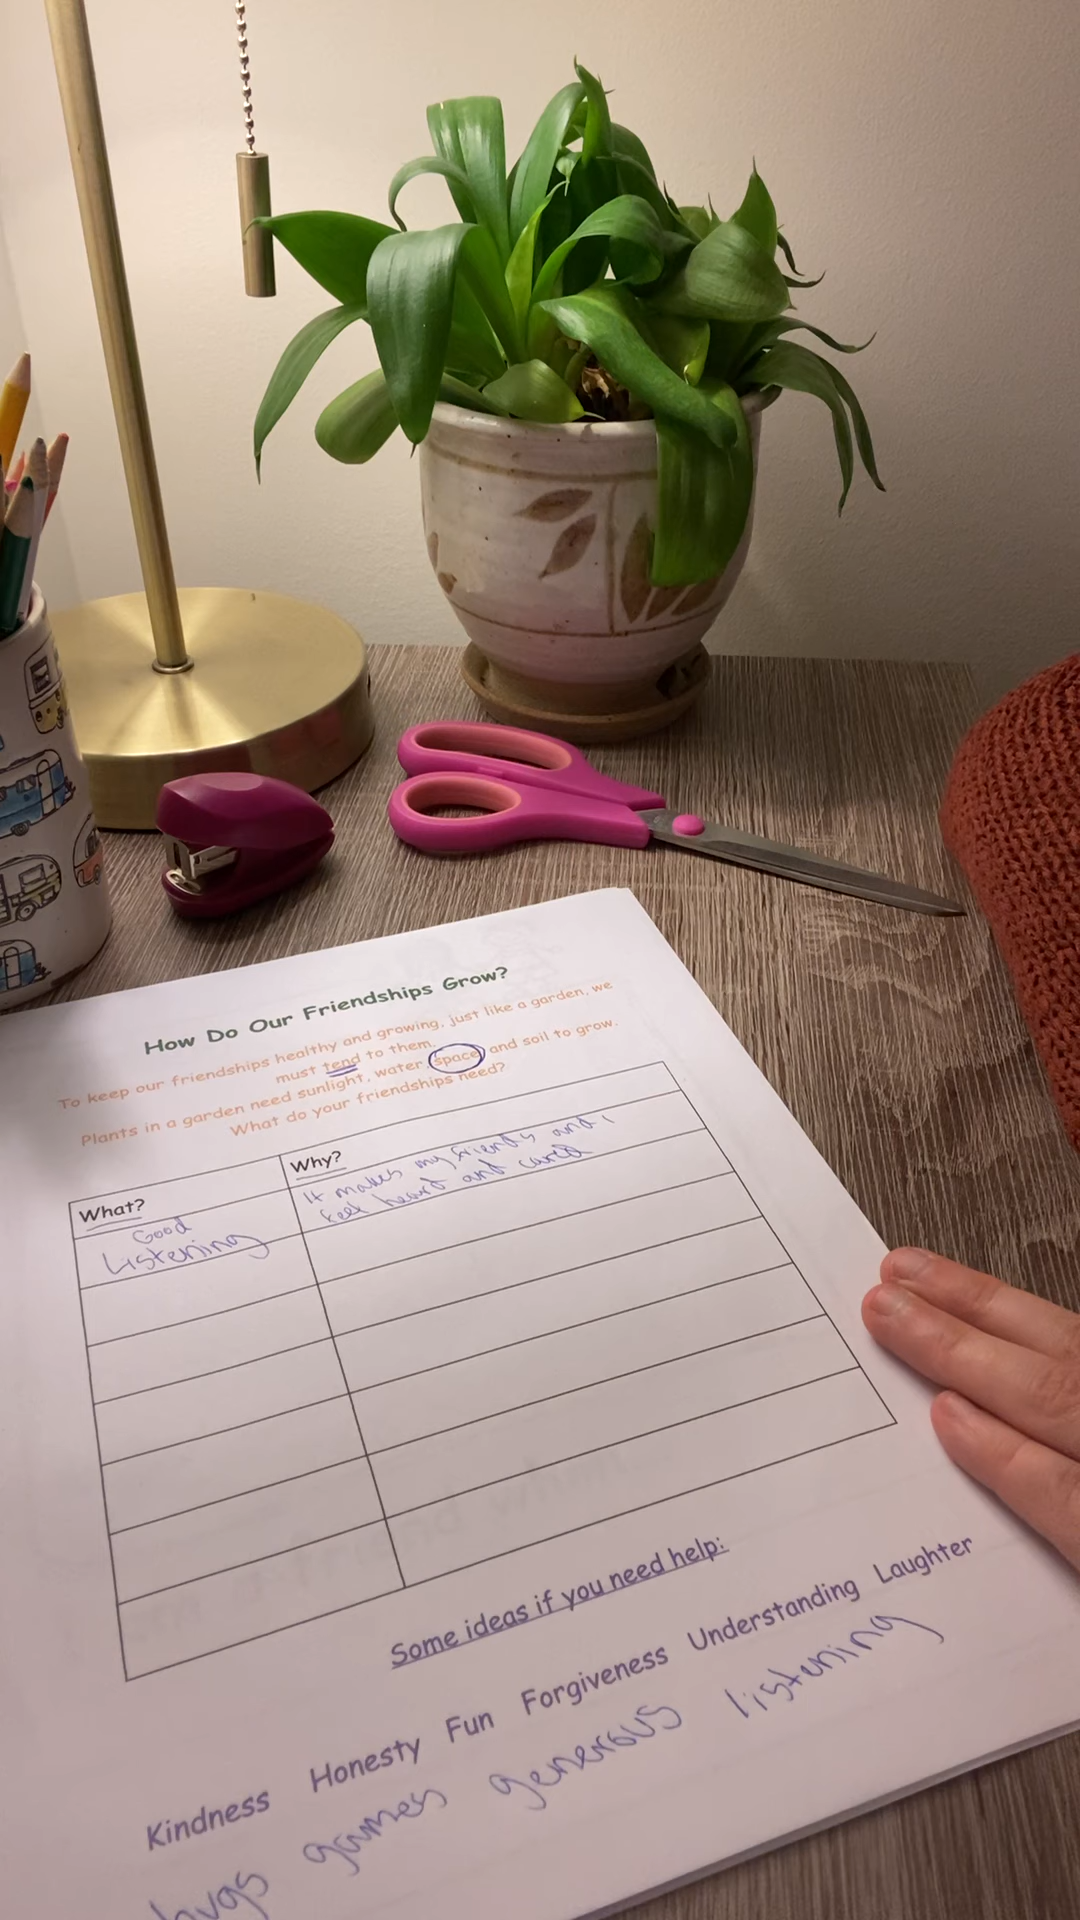 How Do Our Friendships Grow?
To keep our friendships healthy and growing, just like a garden, we
must tend to them.
Plants in a garden need sunlight, water, space, and soil to grow.
What do your friendships need?
What?
Why?
Good
Listening
It makes my friends and i
feel heart and cared
Some ideas if you need help:
Kindness Honesty Fun Forgiveness Understanding Laughter
hugs games generous listening